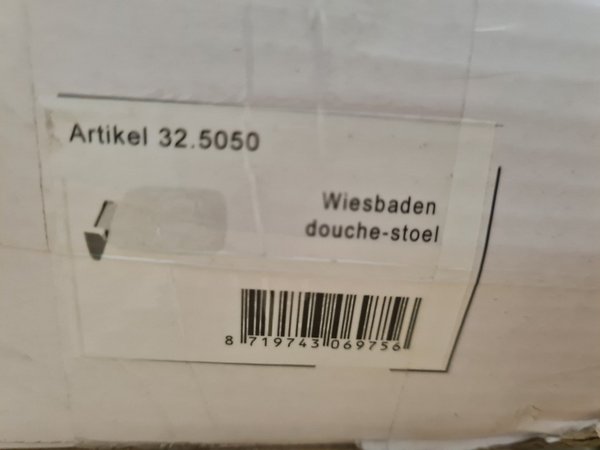 Artikel 32.5050
Wiesbaden
douche-stoel
8 719743 069756